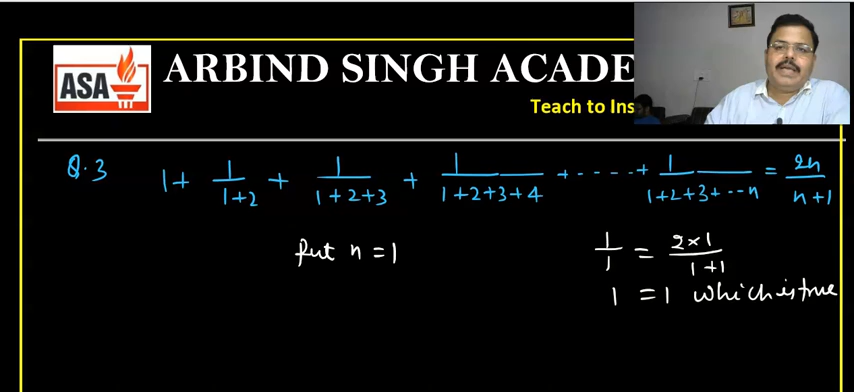 ASA
ARBIND SINGH ACADE
Teach to Ins
Q.3 1 + 1/(1+2) + 1/(1+2+3) + 1/(1+2+3+4) + ..... + 1/(1+2+3+...n) = 2n/(n+1)
Put n = 1 1/1 = (2×1)/(1+1)
1 = 1 which is true